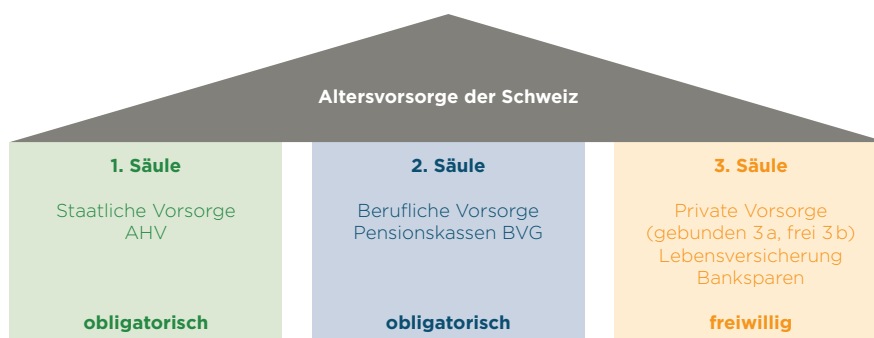 Altersvorsorge der Schweiz
1. Säule
Staatliche Vorsorge
AHV
obligatorisch
2. Säule
Berufliche Vorsorge
Pensionskassen BVG
obligatorisch
3. Säule
Private Vorsorge
(gebunden 3 a, frei 3 b)
Lebensversicherung
Banksparen
freiwillig